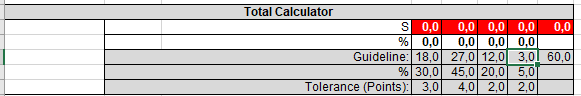 Total Calculator
S 0,0 0,0 0,0 0,0 0,0
% 0,0 0,0 0,0 0,0
Guideline: 18,0 27,0 12,0 3,0 60,0
% 30,0 45,0 20,0 5,0
Tolerance (Points): 3,0 4,0 2,0 2,0